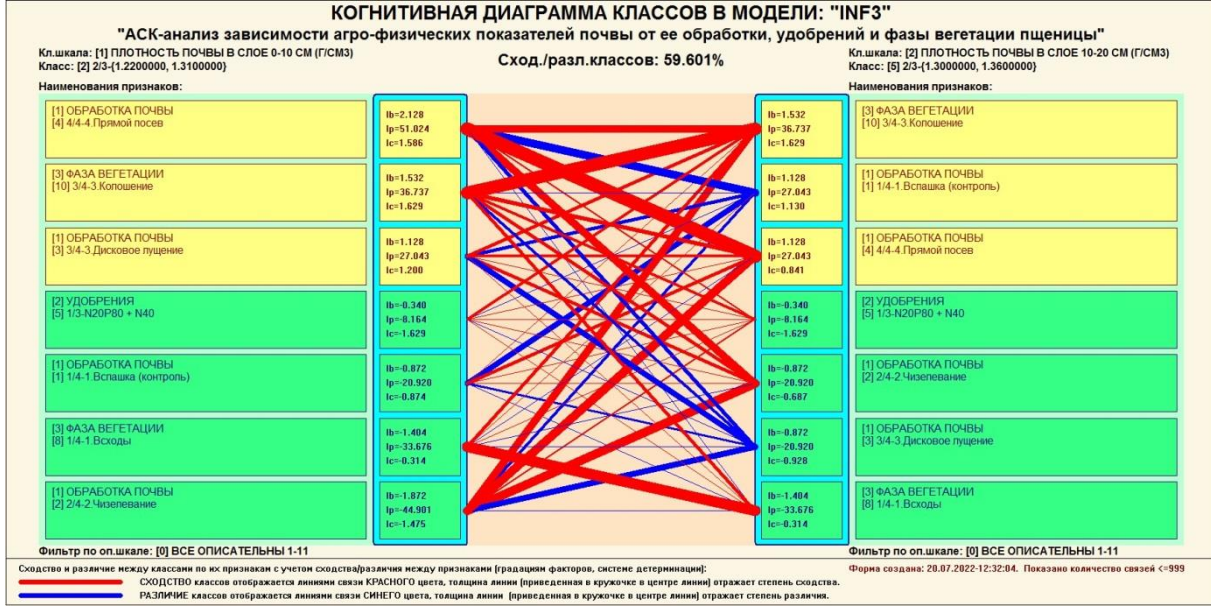 КОГНИТИВНАЯ ДИАГРАММА КЛАССОВ В МОДЕЛИ: "INF3"
"АСК-анализ зависимости агро-физических показателей почвы от ее обработки, удобрений и фазы вегетации пщеницы"
Кл.шкала: [1] ПЛОТНОСТЬ ПОЧВЫ В СЛОЕ 0-10 СМ (Г/СМ3)
Класс: [2] 2/3-{1.2200000, 1.3100000}
Сход./разл.классов: 59.601%
Кл.шкала: [2] ПЛОТНОСТЬ ПОЧВЫ В СЛОЕ 10-20 СМ (Г/СМ3)
Класс: [5] 2/3-{1.3000000, 1.3600000}
Наименования признаков:
[1] ОБРАБОТКА ПОЧВЫ
[4] 4/4-4.Прямой посев
Ib=2.128
Ip=51.024
Ic=1.586
[3] ФАЗА ВЕГЕТАЦИИ
[10] 3/4-3.Колошение
Ib=1.532
Ip=36.737
Ic=1.629
[1] ОБРАБОТКА ПОЧВЫ
[3] 3/4-3.Дисковое лущение
Ib=1.128
Ip=27.043
Ic=1.200
[2] УДОБРЕНИЯ
[5] 1/3-N20P80 + N40
Ib=-0.340
Ip=-8.164
Ic=-1.629
[1] ОБРАБОТКА ПОЧВЫ
[1] 1/4-1.Вспашка (контроль)
Ib=-0.872
Ip=-20.920
Ic=-0.874
[3] ФАЗА ВЕГЕТАЦИИ
[8] 1/4-1.Всходы
Ib=-1.404
Ip=-33.676
Ic=-0.314
[1] ОБРАБОТКА ПОЧВЫ
[2] 2/4-2.Чизелевание
Ib=-1.872
Ip=-44.901
Ic=-1.475
Фильтр по оп.шкале: [0] ВСЕ ОПИСАТЕЛЬНЫ 1-11
Наименования признаков:
Ib=1.532
Ip=36.737
Ic=1.629
[3] ФАЗА ВЕГЕТАЦИИ
[10] 3/4-3.Колошение
Ib=1.128
Ip=27.043
Ic=1.130
[1] ОБРАБОТКА ПОЧВЫ
[1] 1/4-1.Вспашка (контроль)
Ib=1.128
Ip=27.043
Ic=0.841
[1] ОБРАБОТКА ПОЧВЫ
[4] 4/4-4.Прямой посев
Ib=-0.340
Ip=-8.164
Ic=-1.629
[2] УДОБРЕНИЯ
[5] 1/3-N20P80 + N40
Ib=-0.872
Ip=-20.920
Ic=-0.687
[1] ОБРАБОТКА ПОЧВЫ
[2] 2/4-2.Чизелевание
Ib=-0.872
Ip=-20.920
Ic=-0.928
[1] ОБРАБОТКА ПОЧВЫ
[3] 3/4-3.Дисковое лущение
Ib=-1.404
Ip=-33.676
Ic=-0.314
[3] ФАЗА ВЕГЕТАЦИИ
[8] 1/4-1.Всходы
Фильтр по оп.шкале: [0] ВСЕ ОПИСАТЕЛЬНЫ 1-11
Сходство и различие между классами по их признакам с учетом сходства/различия между признаками (градациям факторов, системе детерминации):
Форма создана: 20.07.2022-12:32:04. Показано количество связей <=999
СХОДСТВО классов отображается линиями связи КРАСНОГО цвета, толщина линии (приведенная в кружочке в центре линии) отражает степень сходства.
РАЗЛИЧИЕ классов отображается линиями связи СИНЕГО цвета, толщина линии (приведенная в кружочке в центре линии) отражает степень различия.